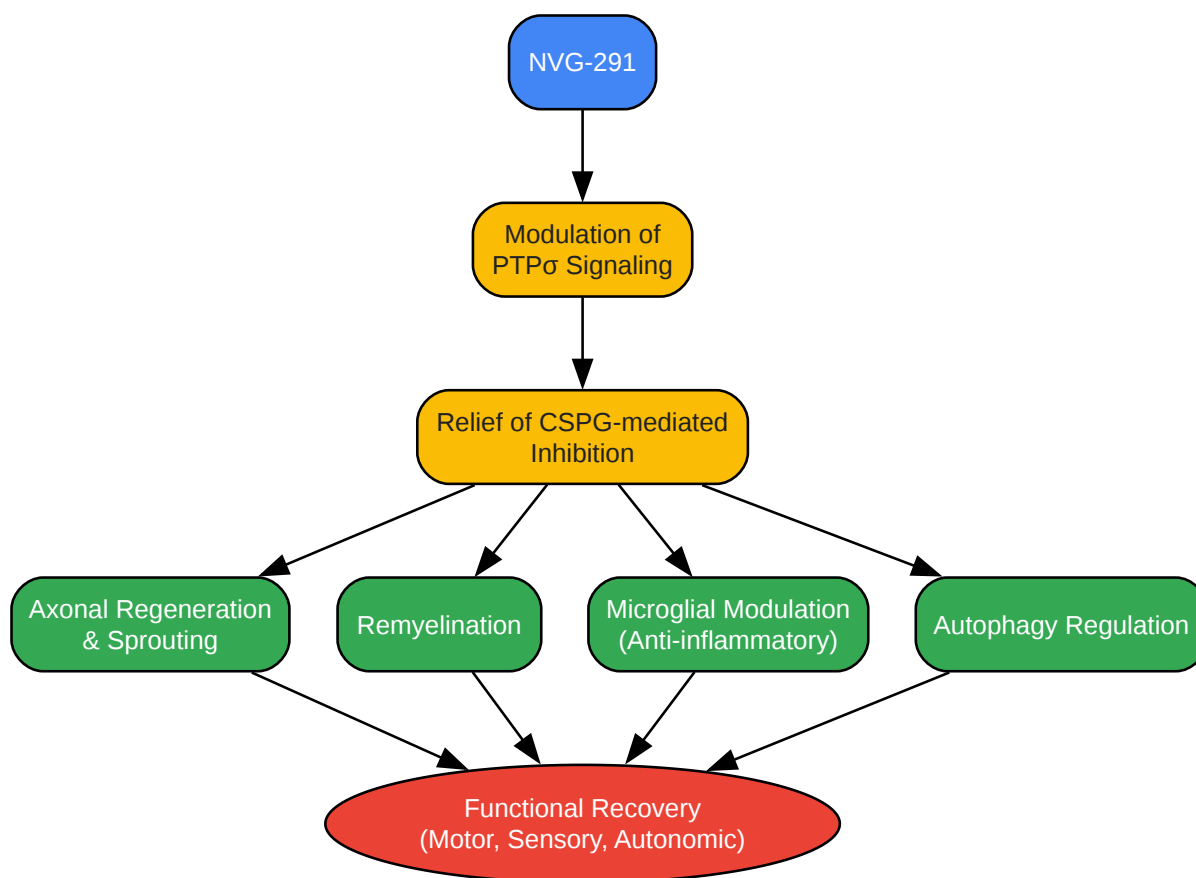 NVG-291
Modulation of
PTPσ Signaling
Relief of CSPG-mediated
Inhibition
Axonal Regeneration
& Sprouting
Remyelination
Microglial Modulation
(Anti-inflammatory)
Autophagy Regulation
Functional Recovery
(Motor, Sensory, Autonomic)